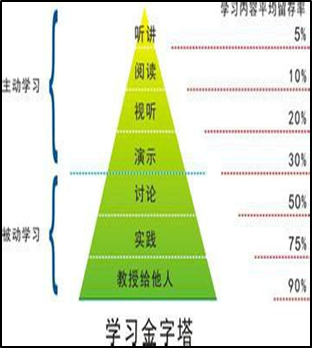 学习内容平均留存率
听讲 5%
阅读 10%
主动学习
视听 20%
演示 30%
讨论 50%
被动学习
实践 75%
教授给他人 90%
学习金字塔